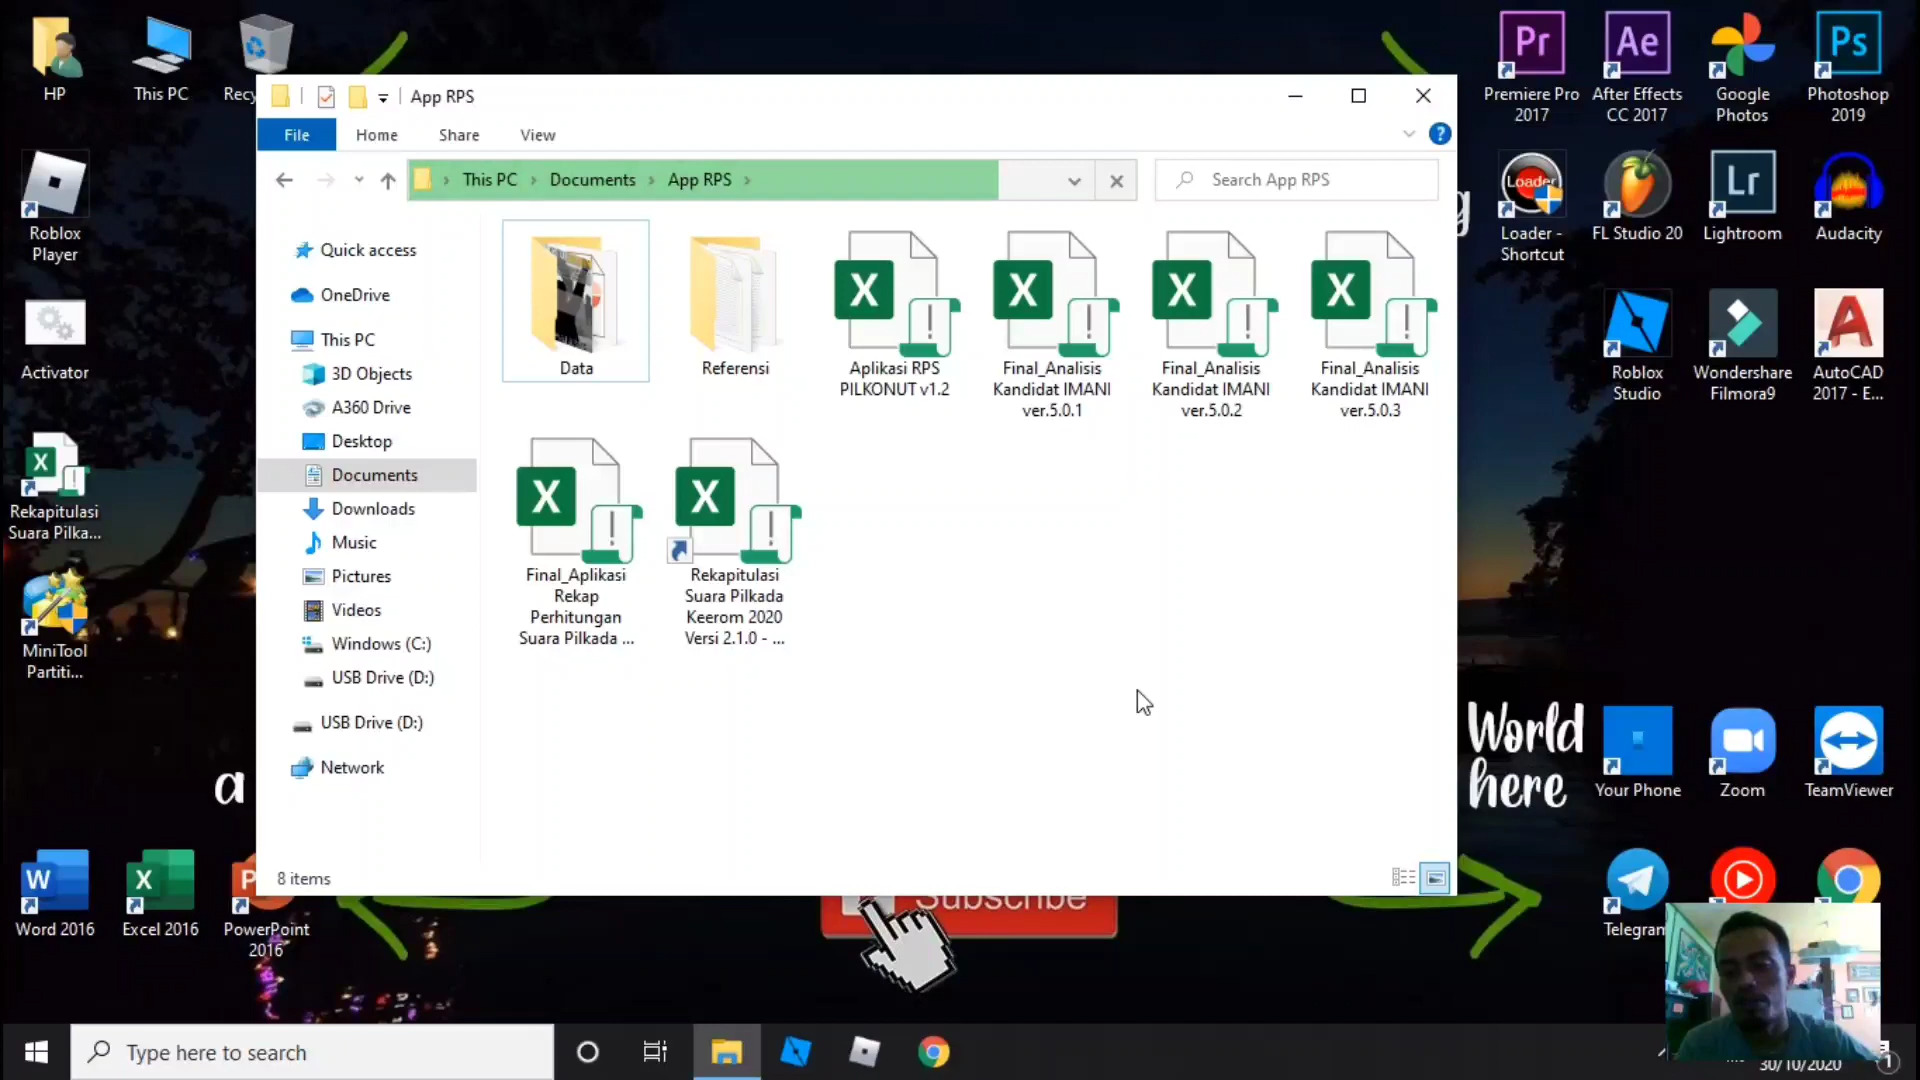 HP
This PC
Roblox
Player
Activator
Rekapitulasi
Suara Pilka...
MiniTool
Partiti...
Word 2016
Excel 2016
PowerPoint
2016
App RPS
File
Home
Share
View
This PC
Documents
App RPS
Search App RPS
Quick access
OneDrive
This PC
3D Objects
A360 Drive
Desktop
Documents
Downloads
Music
Pictures
Videos
Windows (C:)
USB Drive (D:)
USB Drive (D:)
Network
Data
Referensi
Aplikasi RPS
PILKONUT v1.2
Final_Analisis
Kandidat IMANI
ver.5.0.1
Final_Analisis
Kandidat IMANI
ver.5.0.2
Final_Analisis
Kandidat IMANI
ver.5.0.3
Final_Aplikasi
Rekap
Perhitungan
Suara Pilkada ...
Rekapitulasi
Suara Pilkada
Keerom 2020
Versi 2.1.0 - ...
8 items
Premiere Pro
2017
After Effects
CC 2017
Google
Photos
Photoshop
2019
Loader
Loader -
Shortcut
FL Studio 20
Lightroom
Audacity
Roblox
Studio
Wondershare
Filmora9
AutoCAD
2017 - E...
World
here
a
Your Phone
Zoom
TeamViewer
Telegram
Subscribe
Type here to search
30/10/2020
1